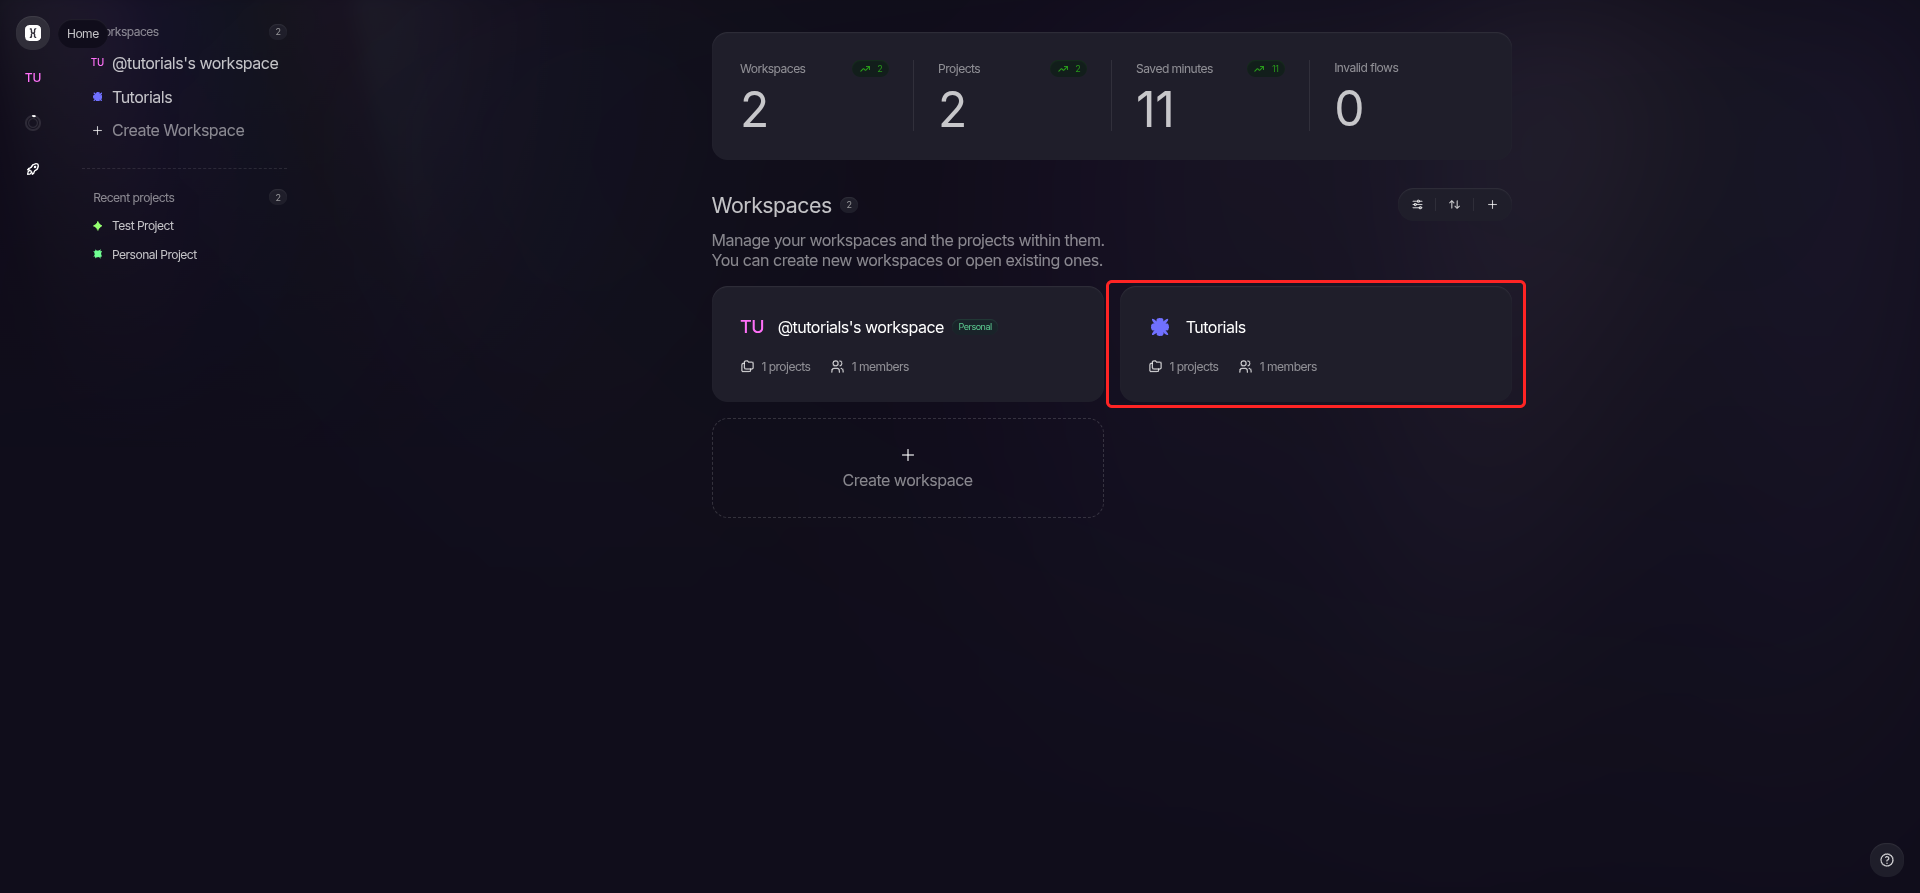 Home
orkspaces
2
TU
TU @tutorials's workspace
Tutorials
Create Workspace
Recent projects
2
Test Project
Personal Project
Workspaces
2
2
Projects
2
2
Saved minutes
11
11
Invalid flows
0
Workspaces 2
Manage your workspaces and the projects within them.
You can create new workspaces or open existing ones.
TU @tutorials's workspace Personal
1 projects 1 members
Tutorials
1 projects 1 members
Create workspace